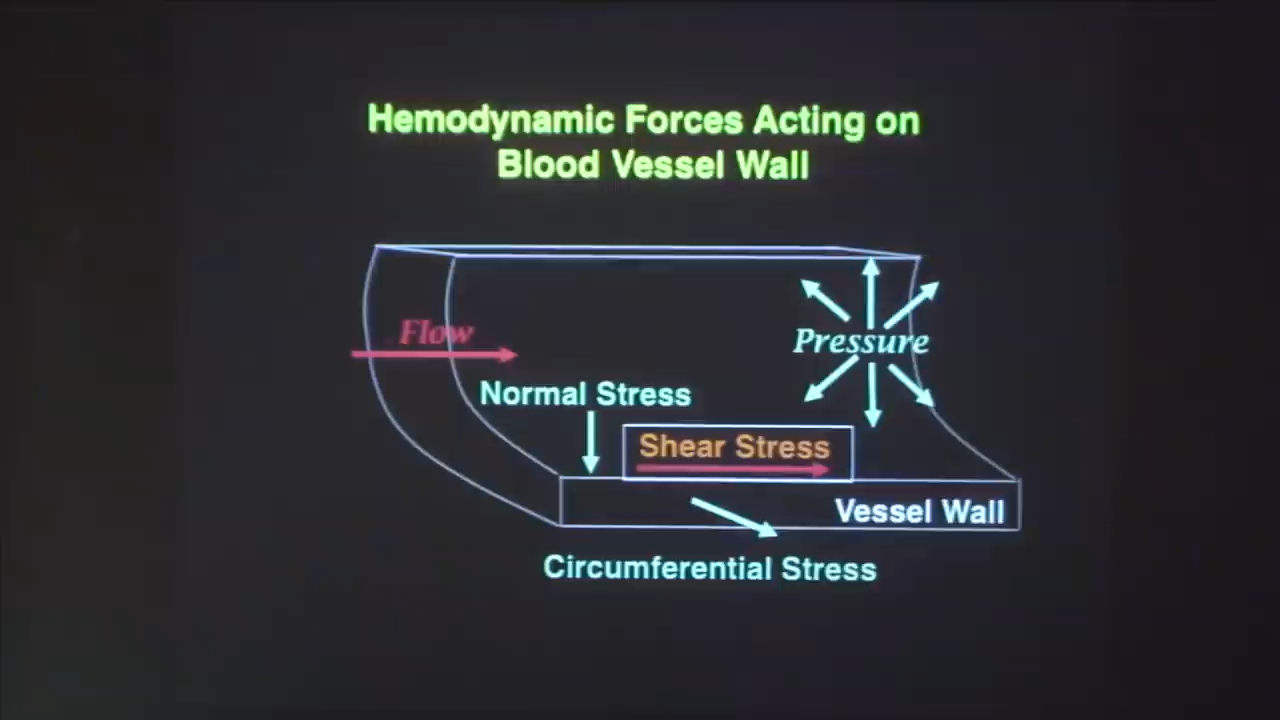 Hemodynamic Forces Acting on
Blood Vessel Wall
Flow
Pressure
Normal Stress
Shear Stress
Vessel Wall
Circumferential Stress